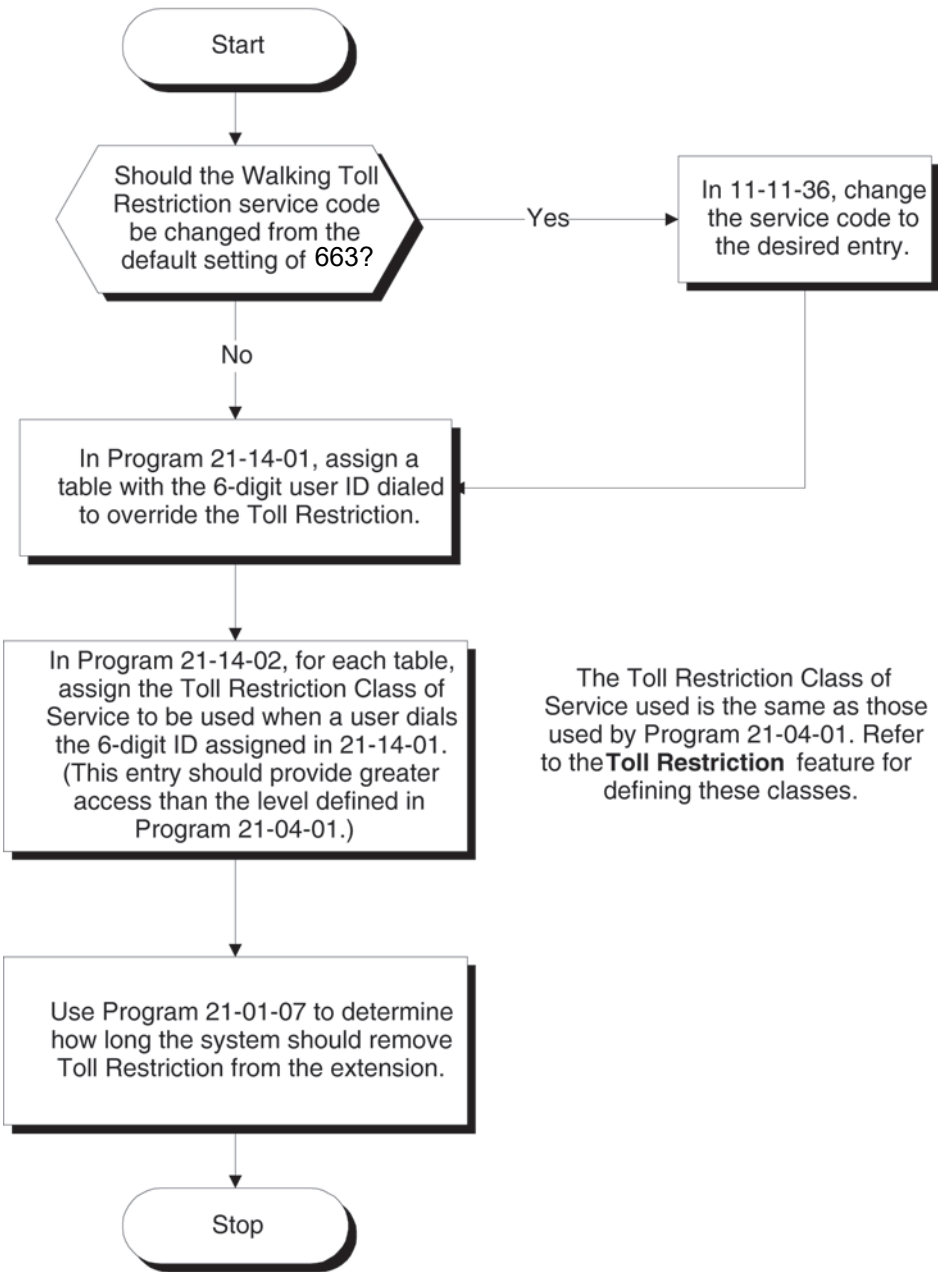 Start
Should the Walking Toll
Restriction service code
be changed from the
default setting of 663?
Yes
In 11-11-36, change
the service code to
the desired entry.
No
In Program 21-14-01, assign a
table with the 6-digit user ID dialed
to override the Toll Restriction.
In Program 21-14-02, for each table,
assign the Toll Restriction Class of
Service to be used when a user dials
the 6-digit ID assigned in 21-14-01.
(This entry should provide greater
access than the level defined in
Program 21-04-01.)
The Toll Restriction Class of
Service used is the same as those
used by Program 21-04-01. Refer
to the Toll Restriction feature for
defining these classes.
Use Program 21-01-07 to determine
how long the system should remove
Toll Restriction from the extension.
Stop